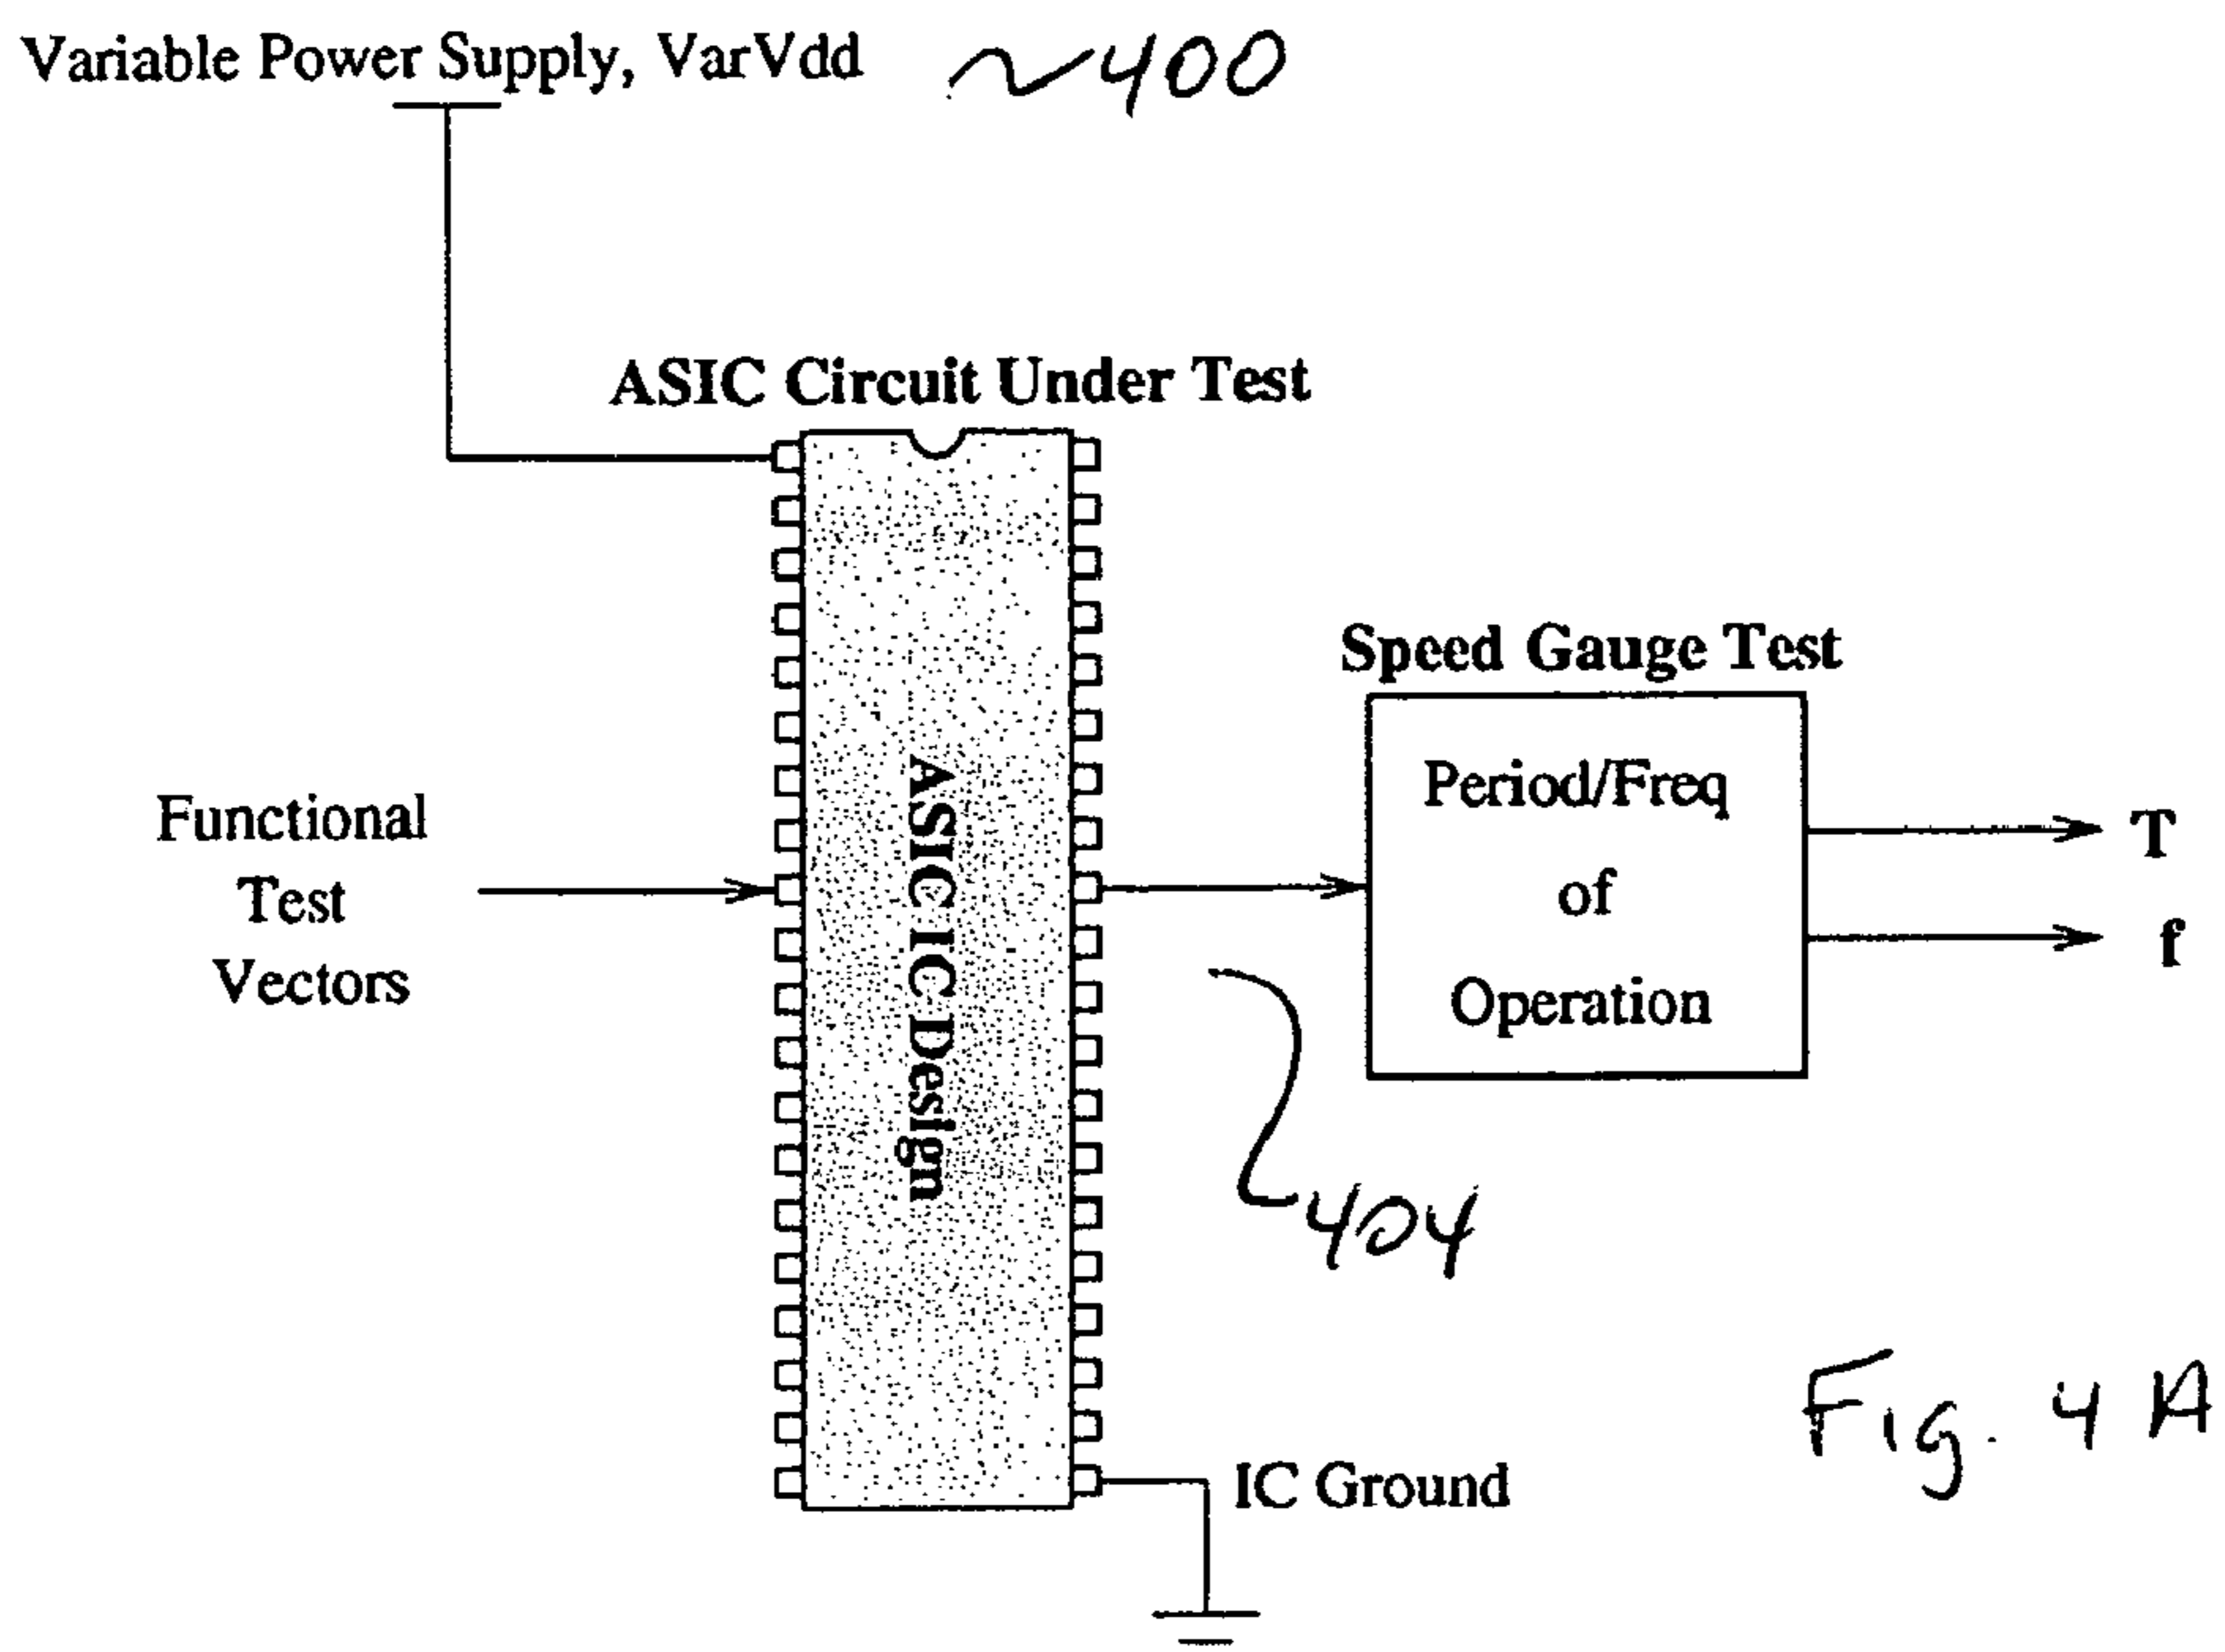 Variable Power Supply, VarVdd 400
ASIC Circuit Under Test
ASIC IC Design
Functional
Test
Vectors
Speed Gauge Test
Period/Freq
of
Operation
T
f
404
IC Ground
Fig. 4A